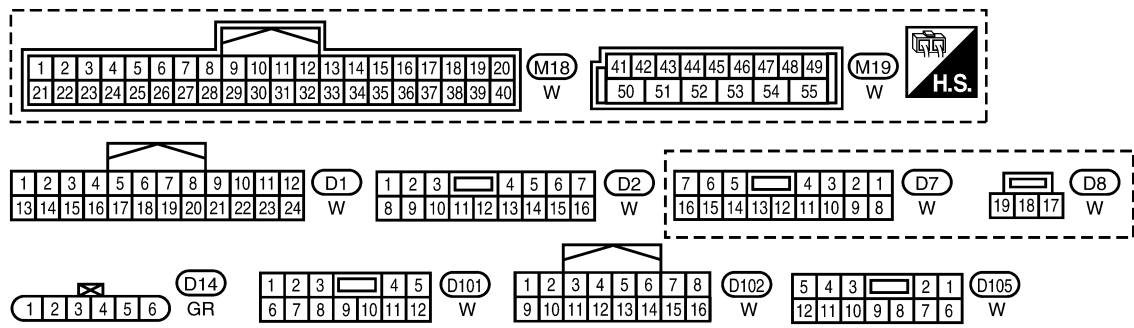 1 2 3 4 5 6 7 8 9 10 11 12 13 14 15 16 17 18 19 20 M18
21 22 23 24 25 26 27 28 29 30 31 32 33 34 35 36 37 38 39 40 W
41 42 43 44 45 46 47 48 49 M19
50 51 52 53 54 55 W
H.S.
1 2 3 4 5 6 7 8 9 10 11 12 D1
13 14 15 16 17 18 19 20 21 22 23 24 W
1 2 3 4 5 6 7 D2
8 9 10 11 12 13 14 15 16 W
7 6 5 4 3 2 1 D7
16 15 14 13 12 11 10 9 8 W
D8
19 18 17 W
D14
1 2 3 4 5 6 GR
1 2 3 4 5 D101
6 7 8 9 10 11 12 W
1 2 3 4 5 6 7 8 D102
9 10 11 12 13 14 15 16 W
5 4 3 2 1 D105
12 11 10 9 8 7 6 W